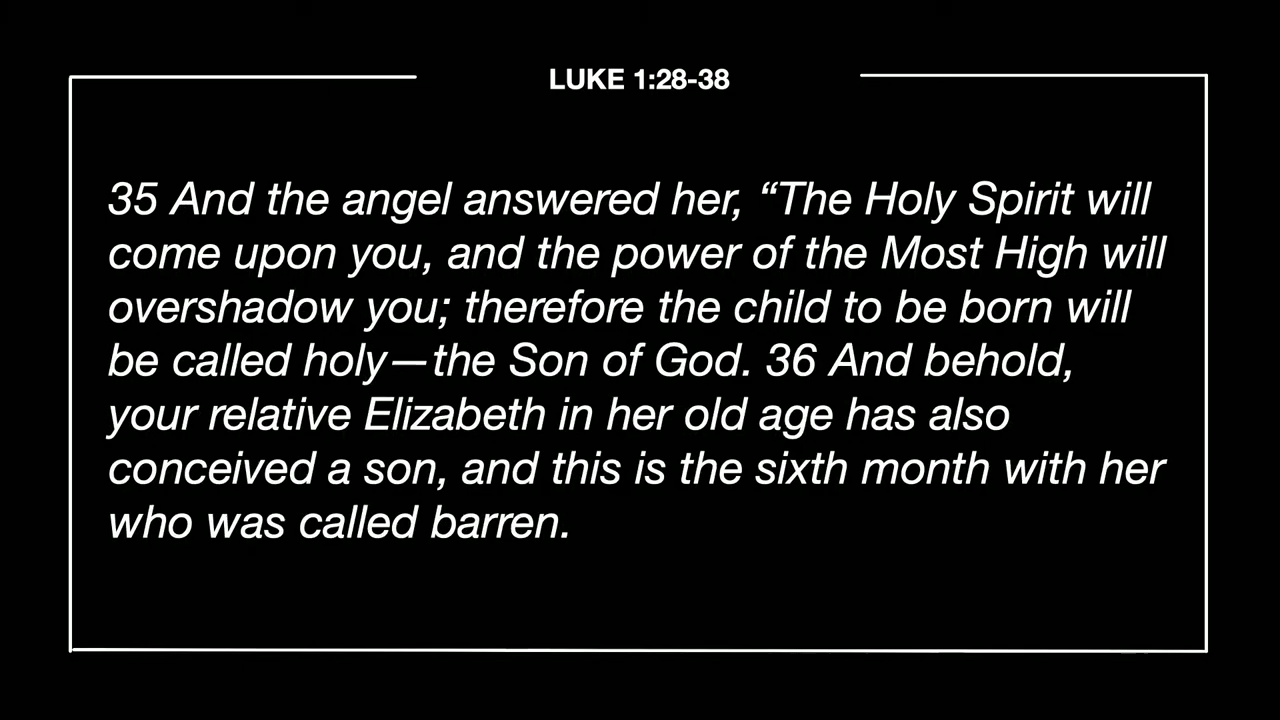 LUKE 1:28-38
35 And the angel answered her, “The Holy Spirit will
come upon you, and the power of the Most High will
overshadow you; therefore the child to be born will
be called holy—the Son of God. 36 And behold,
your relative Elizabeth in her old age has also
conceived a son, and this is the sixth month with her
who was called barren.